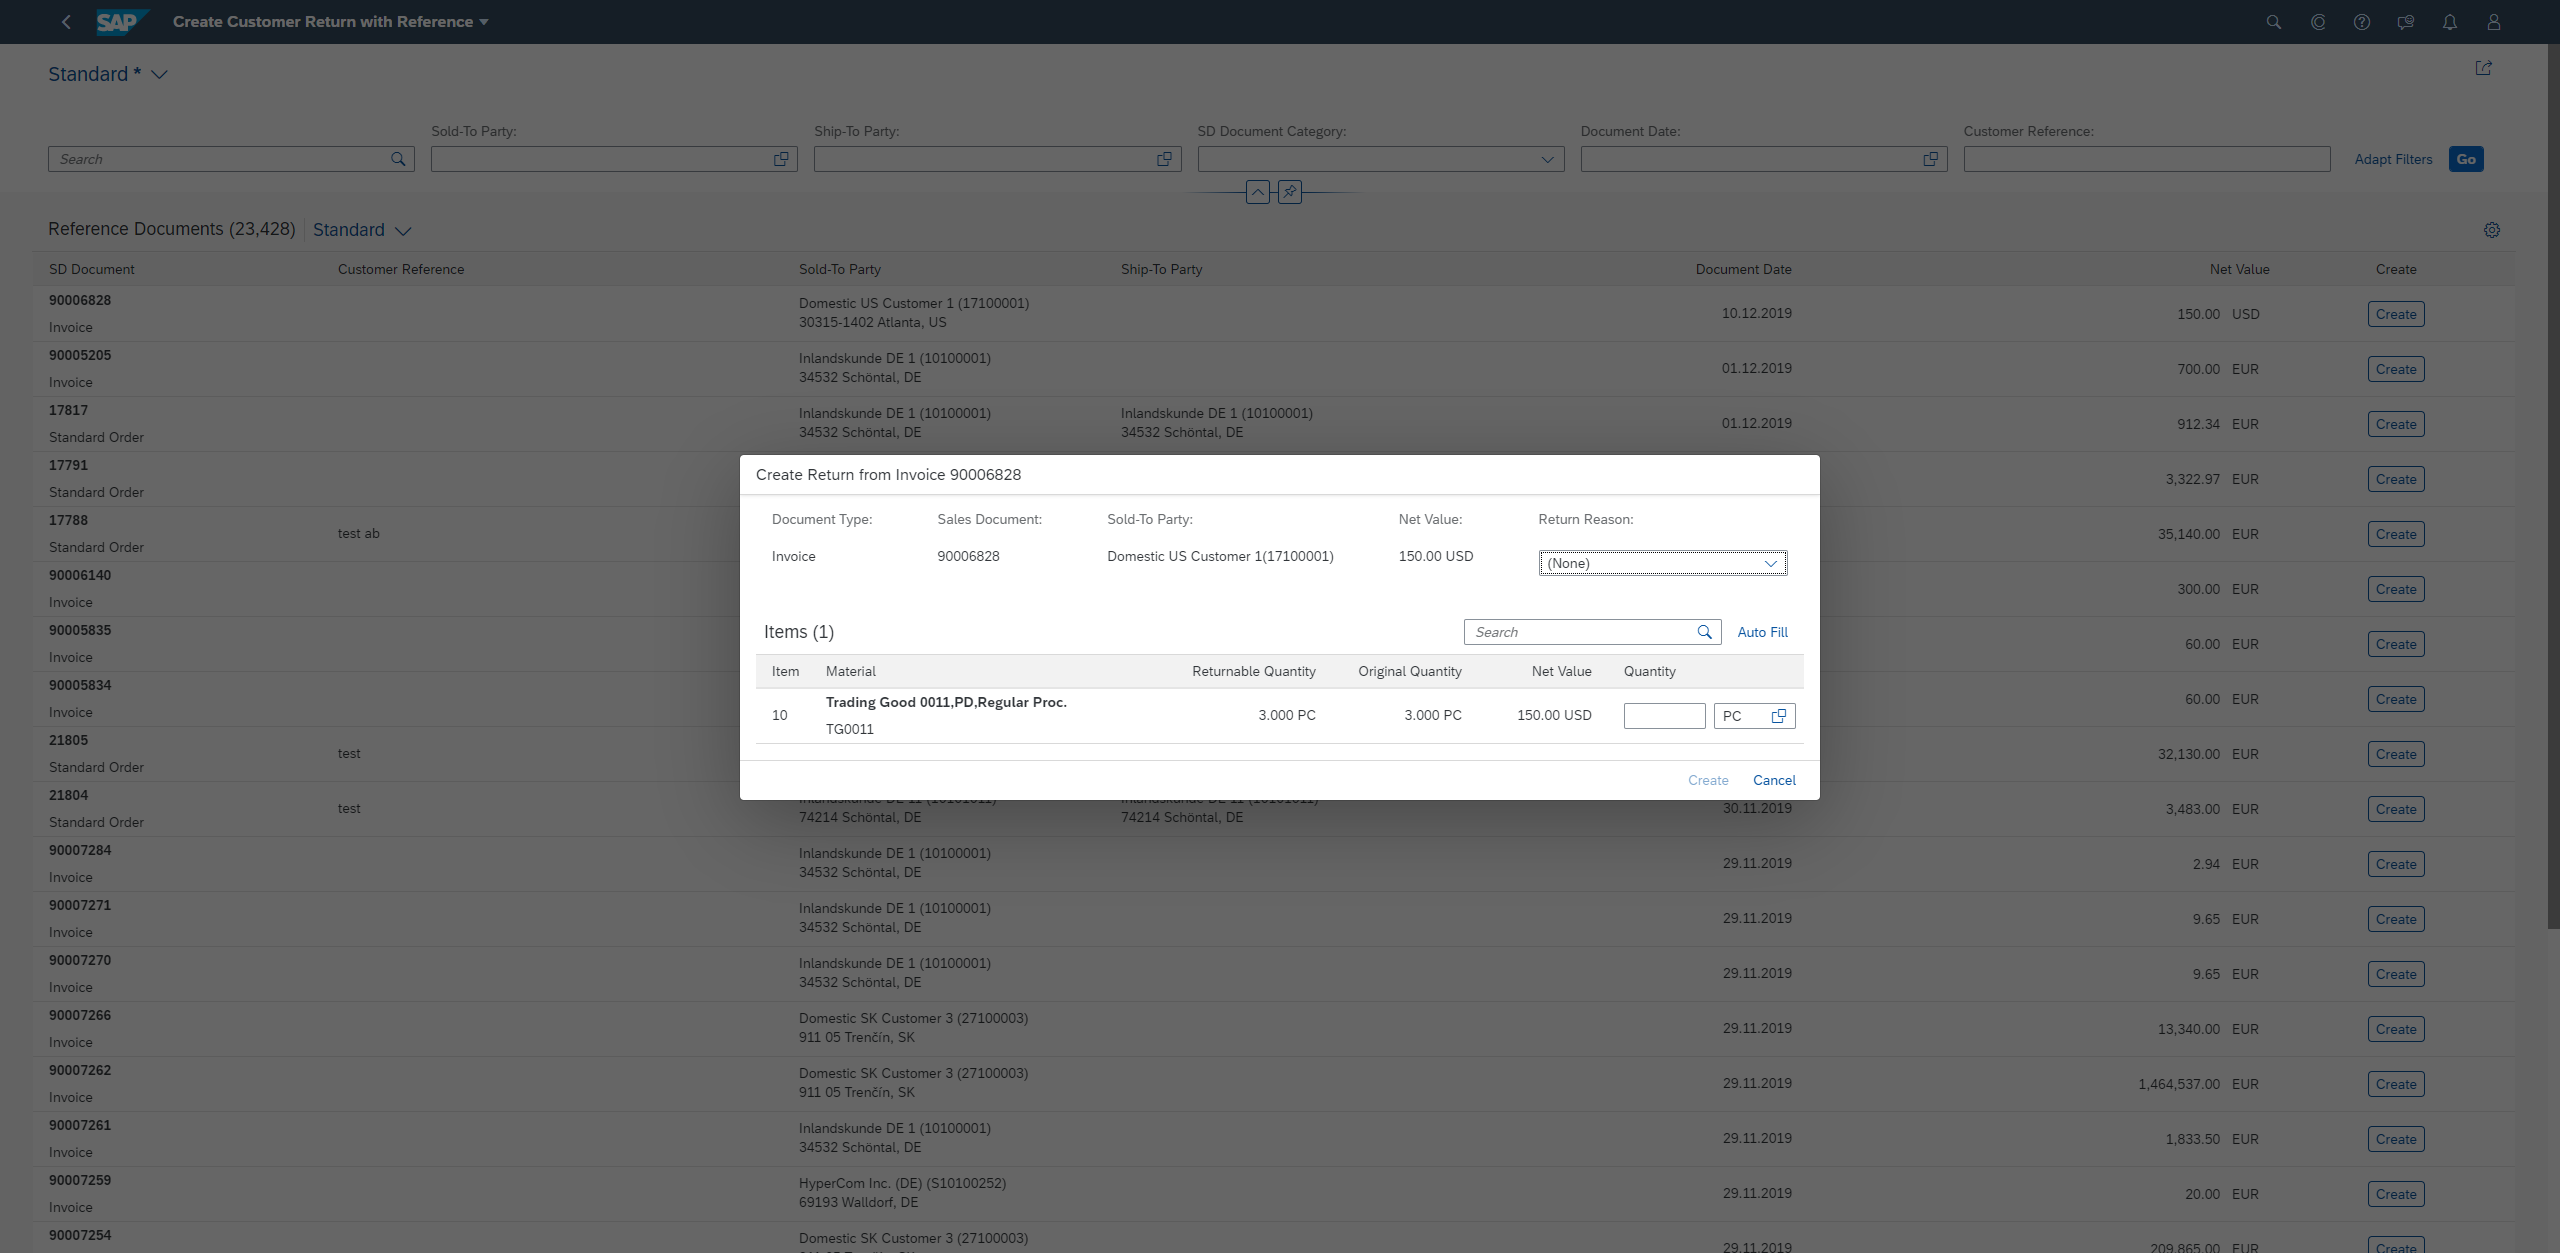 SAP
Create Customer Return with Reference
Standard *
Search
Sold-To Party:
Ship-To Party:
SD Document Category:
Document Date:
Customer Reference:
Adapt Filters
Go
Reference Documents (23,428)
Standard
SD Document Customer Reference Sold-To Party Ship-To Party Document Date Net Value Create
90006828
Invoice
Domestic US Customer 1 (17100001)
30315-1402 Atlanta, US
10.12.2019
150.00 USD
Create
90005205
Invoice
Inlandskunde DE 1 (10100001)
34532 Schöntal, DE
01.12.2019
700.00 EUR
Create
17817
Standard Order
Inlandskunde DE 1 (10100001)
34532 Schöntal, DE
Inlandskunde DE 1 (10100001)
34532 Schöntal, DE
01.12.2019
912.34 EUR
Create
17791
Standard Order
3,322.97 EUR
Create
17788
Standard Order
test ab
35,140.00 EUR
Create
90006140
Invoice
300.00 EUR
Create
90005835
Invoice
60.00 EUR
Create
90005834
Invoice
60.00 EUR
Create
21805
Standard Order
test
32,130.00 EUR
Create
21804
Standard Order
test
74214 Schöntal, DE
74214 Schöntal, DE
30.11.2019
3,483.00 EUR
Create
90007284
Invoice
Inlandskunde DE 1 (10100001)
34532 Schöntal, DE
29.11.2019
2.94 EUR
Create
90007271
Invoice
Inlandskunde DE 1 (10100001)
34532 Schöntal, DE
29.11.2019
9.65 EUR
Create
90007270
Invoice
Inlandskunde DE 1 (10100001)
34532 Schöntal, DE
29.11.2019
9.65 EUR
Create
90007266
Invoice
Domestic SK Customer 3 (27100003)
911 05 Trenčín, SK
29.11.2019
13,340.00 EUR
Create
90007262
Invoice
Domestic SK Customer 3 (27100003)
911 05 Trenčín, SK
29.11.2019
1,464,537.00 EUR
Create
90007261
Invoice
Inlandskunde DE 1 (10100001)
34532 Schöntal, DE
29.11.2019
1,833.50 EUR
Create
90007259
Invoice
HyperCom Inc. (DE) (S10100252)
69193 Walldorf, DE
29.11.2019
20.00 EUR
Create
90007254
Domestic SK Customer 3 (27100003)
29.11.2019
209,865.00 EUR
Create
Create Return from Invoice 90006828
Document Type:
Invoice
Sales Document:
90006828
Sold-To Party:
Domestic US Customer 1(17100001)
Net Value:
150.00 USD
Return Reason:
(None)
Items (1)
Search
Auto Fill
Item Material Returnable Quantity Original Quantity Net Value Quantity
10
Trading Good 0011,PD,Regular Proc.
TG0011
3.000 PC
3.000 PC
150.00 USD
PC
Create
Cancel